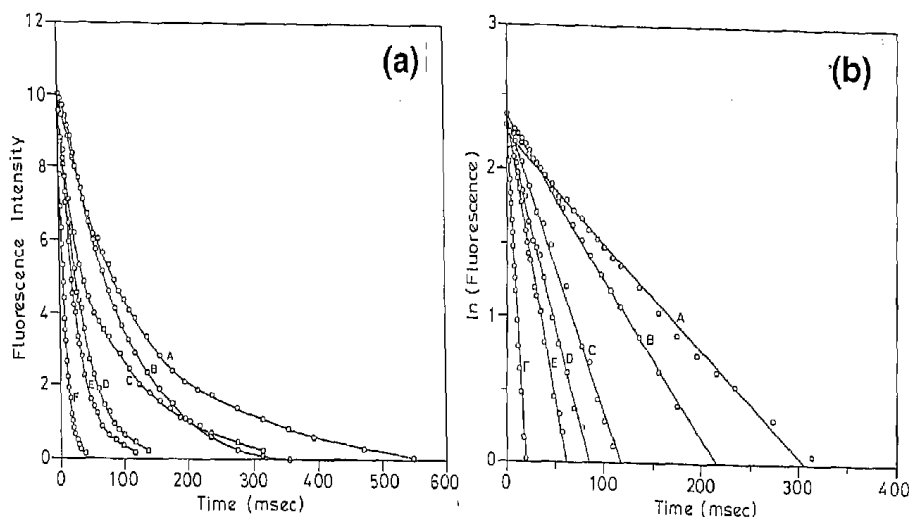 (a)
12
10
8
6
4
2
0
Fluorescence Intensity
A
B
C
D
E
F
0 100 200 300 400 500 600
Time (msec)
(b)
3
2
1
0
ln (Fluorescence)
A
B
C
D
E
F
0 100 200 300 400
Time (msec)